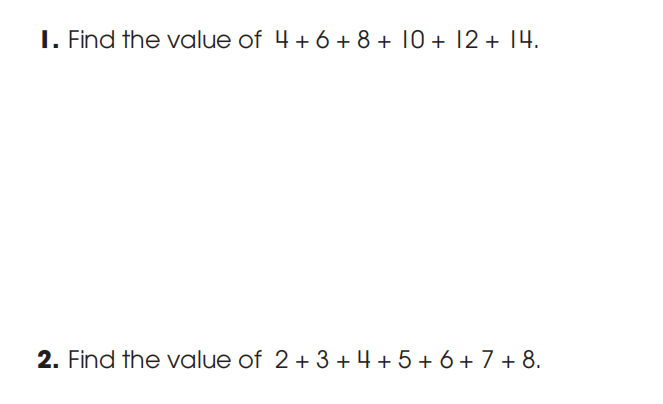 1. Find the value of 4 + 6 + 8 + 10 + 12 + 14.
2. Find the value of 2 + 3 + 4 + 5 + 6 + 7 + 8.